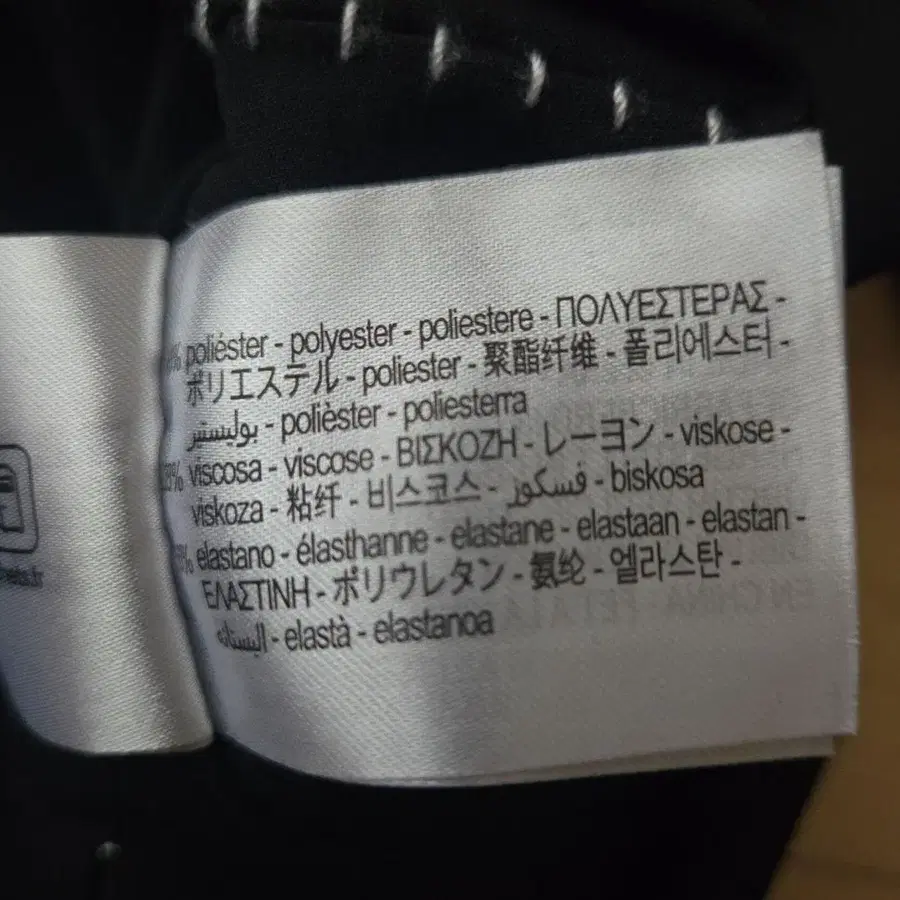 % poliéster - polyester - poliestere - ΠΟΛΥΕΣΤΕΡΑΣ -
ポリエステル - poliester - 聚酯纤维 - 폴리에스터 -
بوليستير - polièster - poliesterra
% viscosa - viscose - ΒΙΣΚΟΖΗ - レーヨン - viskose -
viskoza - 粘纤 - 비스코스 - فسكوز - biskosa
% elastano - élasthanne - elastane - elastaan - elastan -
ΕΛΑΣΤΙΝΗ - ポリウレタン - 氨纶 - 엘라스탄 -
اليستانه - elastà - elastanoa